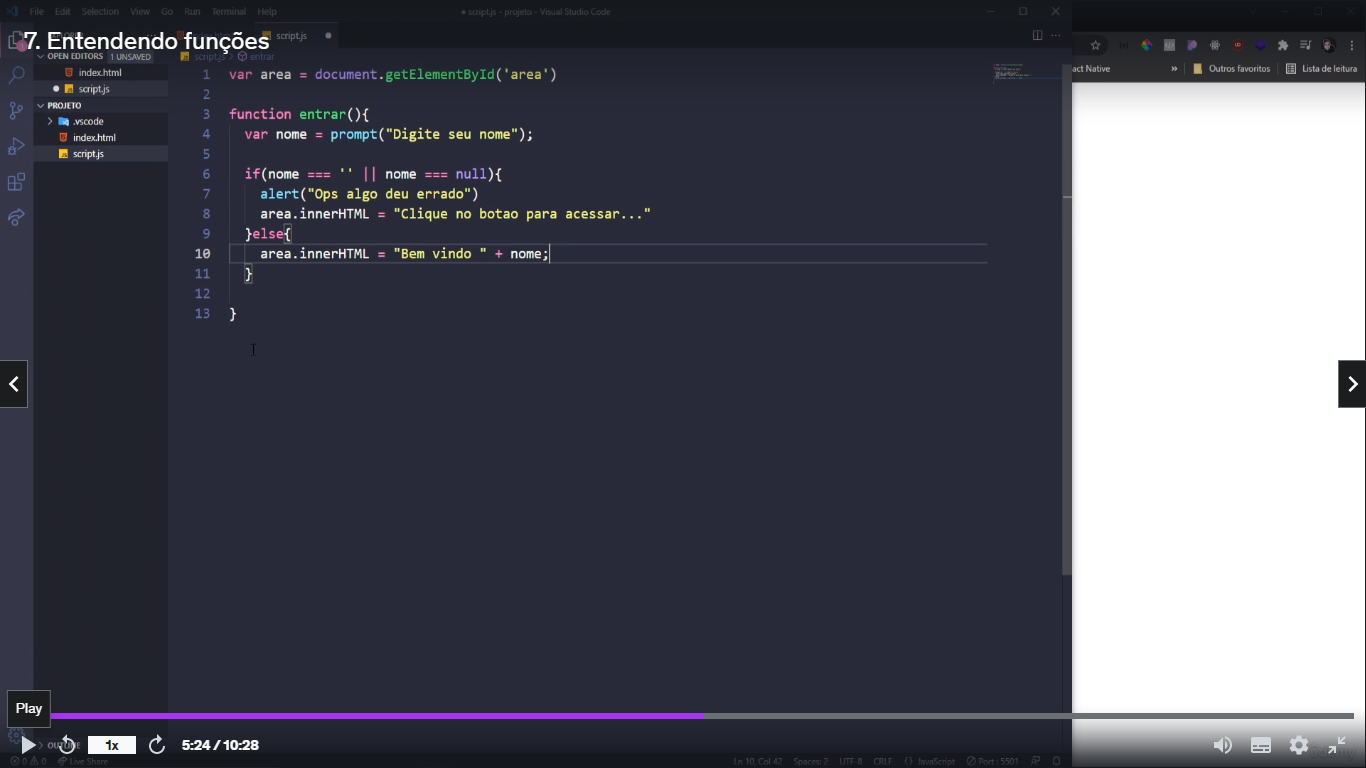 File Edit Selection View Go Run Terminal Help
● script.js - projeto - Visual Studio Code
7. Entendendo funções
script.js
OPEN EDITORS 1 UNSAVED
index.html
script.js
PROJETO
.vscode
index.html
script.js
script.js > entrar
1 var area = document.getElementById('area')
2
3 function entrar(){
4 var nome = prompt("Digite seu nome");
5
6 if(nome === '' || nome === null){
7 alert("Ops algo deu errado")
8 area.innerHTML = "Clique no botao para acessar..."
9 }else{
10 area.innerHTML = "Bem vindo " + nome;
11 }
12
13 }
act Native
»
Outros favoritos
Lista de leitura
Play
1x
5:24 / 10:28
OUTLINE
0 0
Live Share
Ln 10, Col 42 Spaces: 2 UTF-8 CRLF {} JavaScript Port : 5501